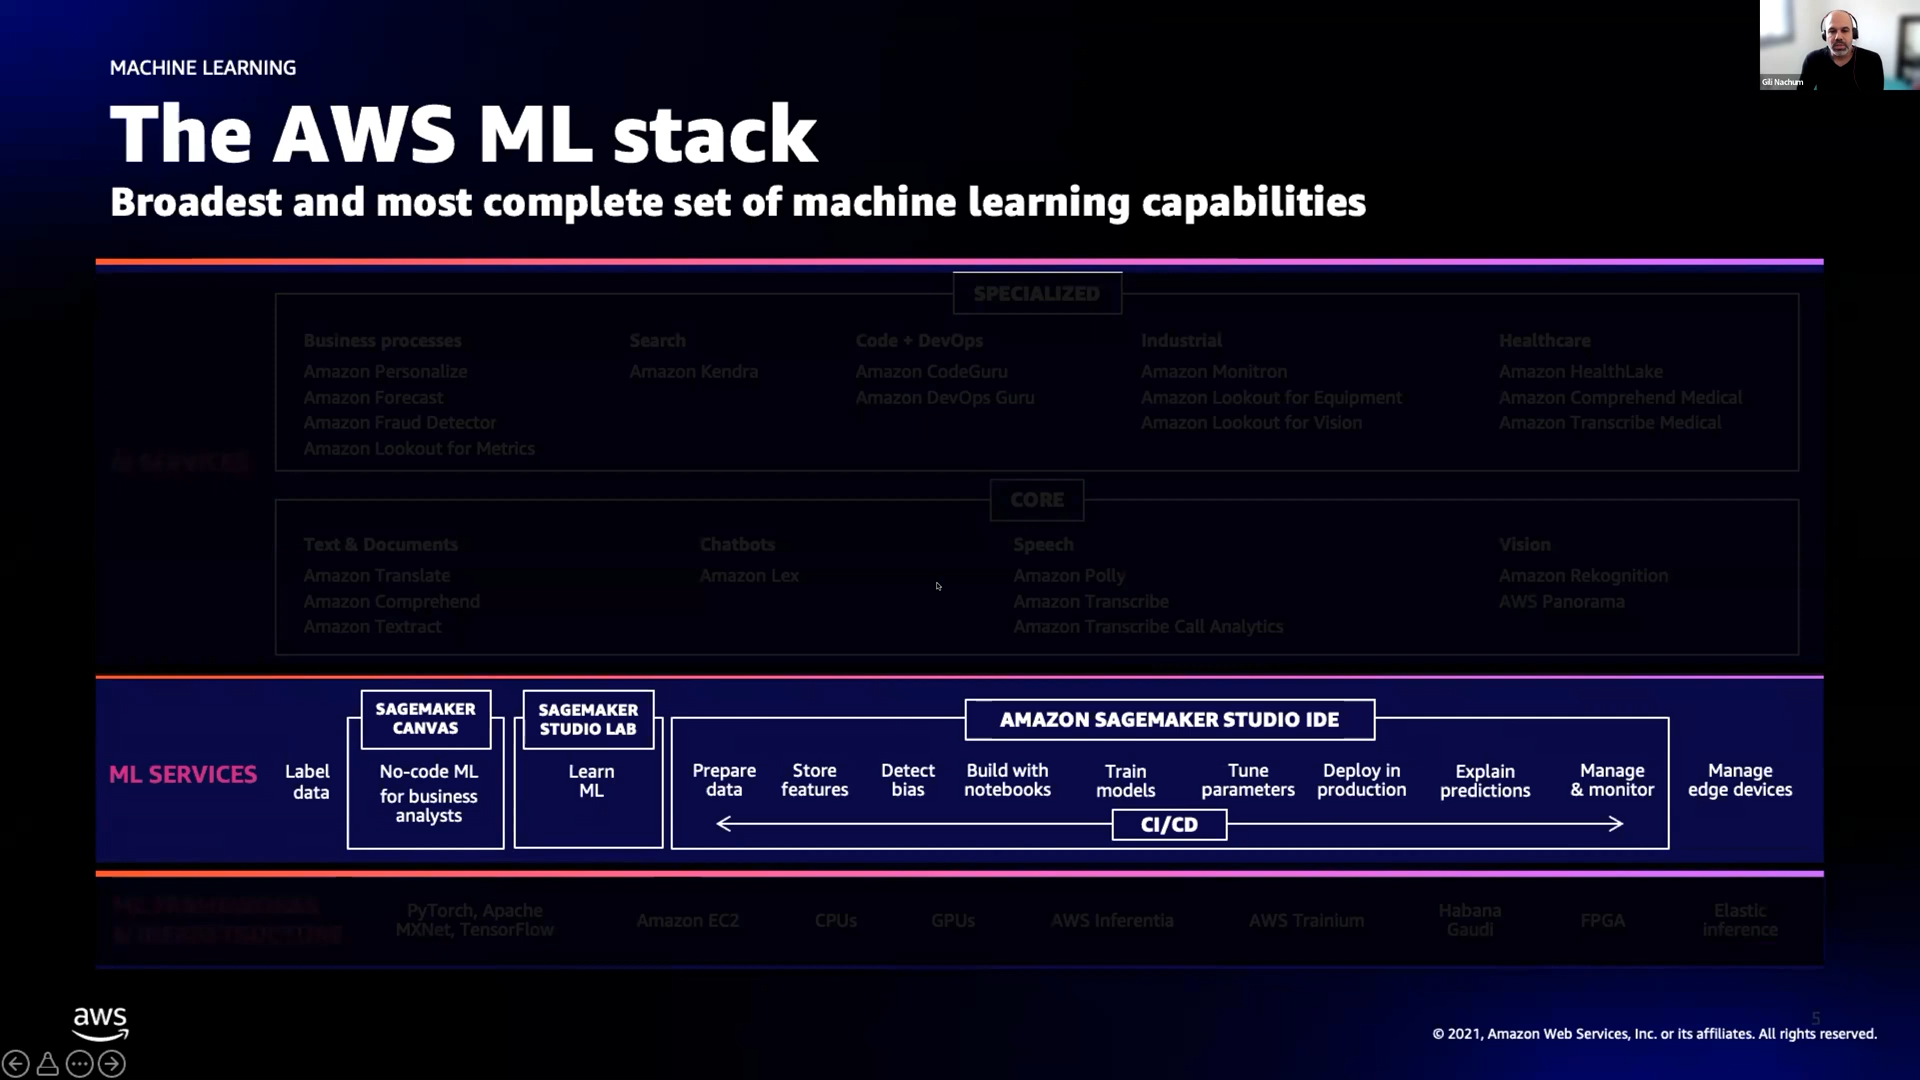 MACHINE LEARNING
The AWS ML stack
Broadest and most complete set of machine learning capabilities
Gili Nachum
SPECIALIZED
Business processes
Amazon Personalize
Amazon Forecast
Amazon Fraud Detector
Amazon Lookout for Metrics
Search
Amazon Kendra
Code + DevOps
Amazon CodeGuru
Amazon DevOps Guru
Industrial
Amazon Monitron
Amazon Lookout for Equipment
Amazon Lookout for Vision
Healthcare
Amazon HealthLake
Amazon Comprehend Medical
Amazon Transcribe Medical
AI SERVICES
CORE
Text & Documents
Amazon Translate
Amazon Comprehend
Amazon Textract
Chatbots
Amazon Lex
Speech
Amazon Polly
Amazon Transcribe
Amazon Transcribe Call Analytics
Vision
Amazon Rekognition
AWS Panorama
ML SERVICES
Label
data
SAGEMAKER
CANVAS
No-code ML
for business
analysts
SAGEMAKER
STUDIO LAB
Learn
ML
AMAZON SAGEMAKER STUDIO IDE
Prepare
data
Store
features
Detect
bias
Build with
notebooks
Train
models
Tune
parameters
Deploy in
production
Explain
predictions
Manage
& monitor
CI/CD
Manage
edge devices
ML FRAMEWORKS
& INFRASTRUCTURE
PyTorch, Apache
MXNet, TensorFlow
Amazon EC2
CPUs
GPUs
AWS Inferentia
AWS Trainium
Habana
Gaudi
FPGA
Elastic
inference
aws
5
© 2021, Amazon Web Services, Inc. or its affiliates. All rights reserved.